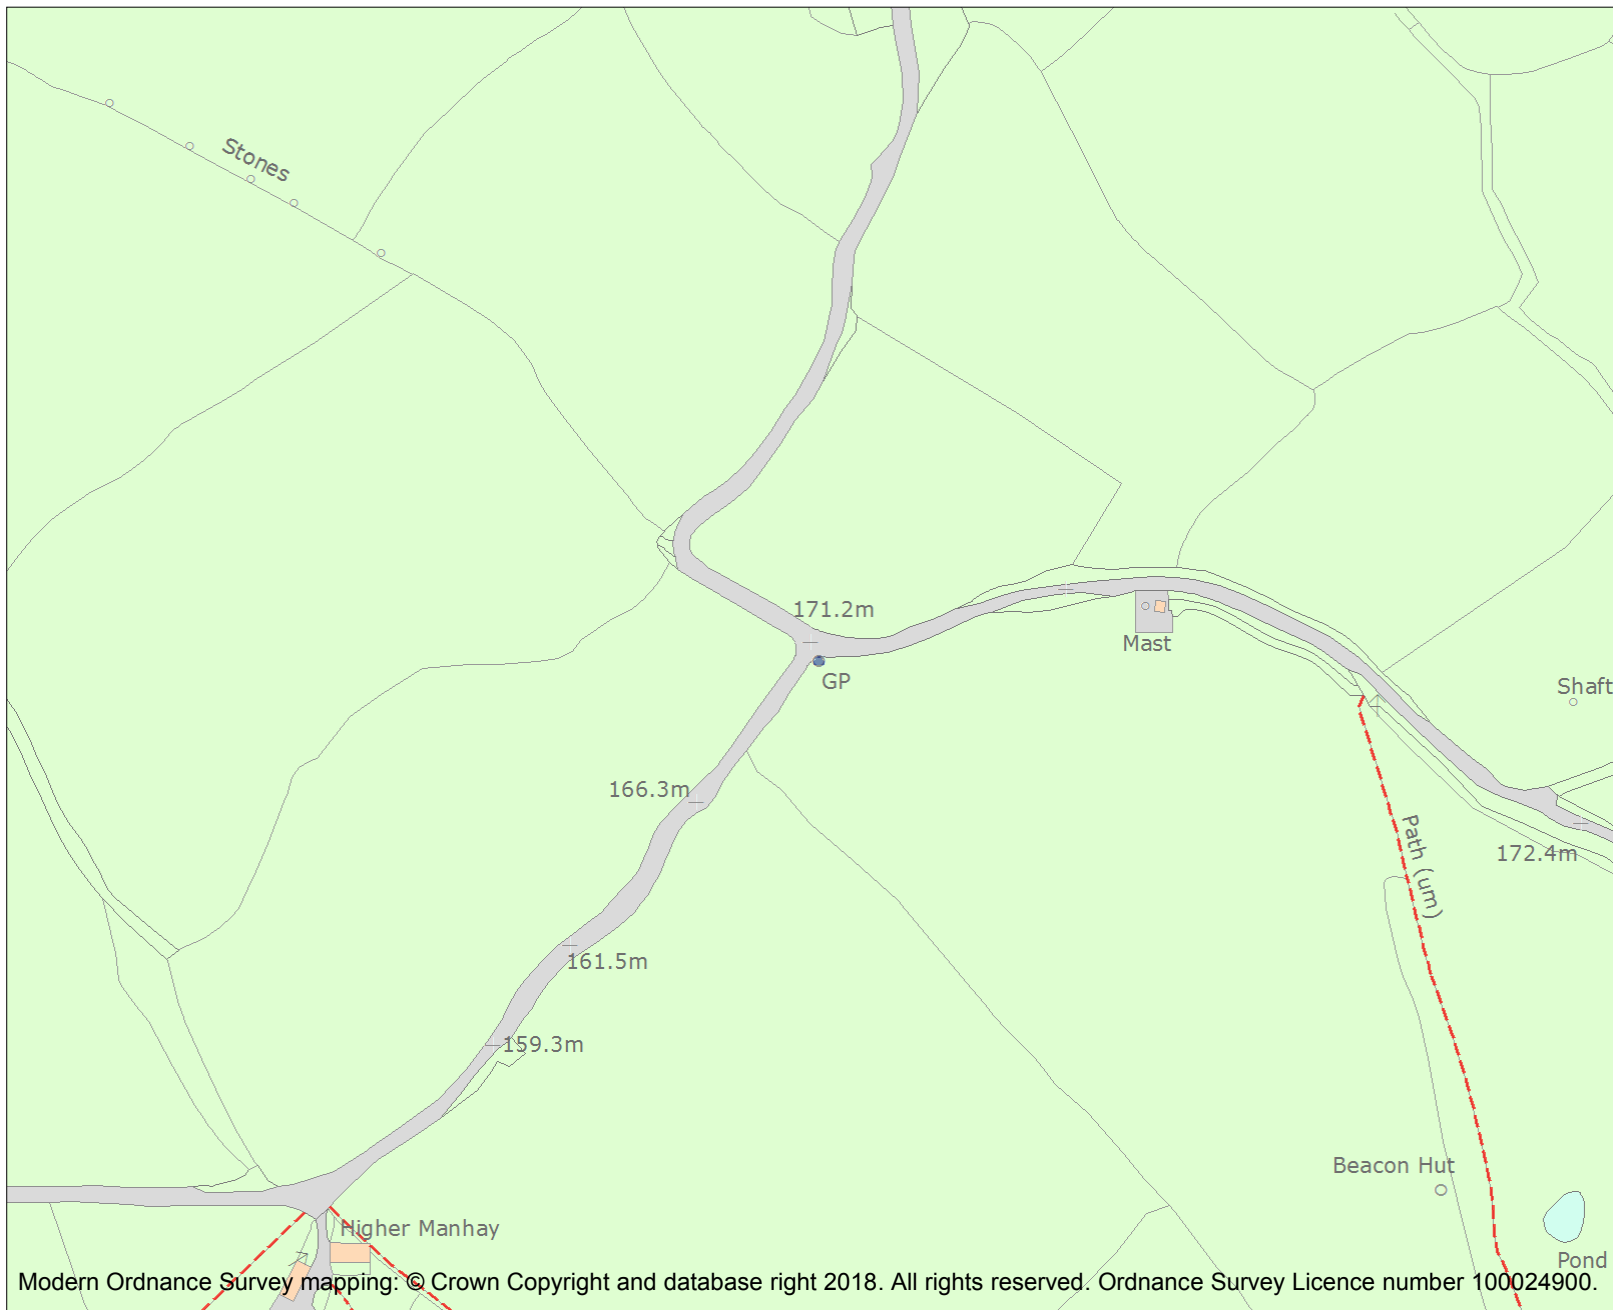 Stones
171.2m
GP
Mast
Shaft
166.3m
Path (um)
172.4m
161.5m
159.3m
Beacon Hut
Higher Manhay
Pond
Modern Ordnance Survey mapping: © Crown Copyright and database right 2018. All rights reserved. Ordnance Survey Licence number 100024900.